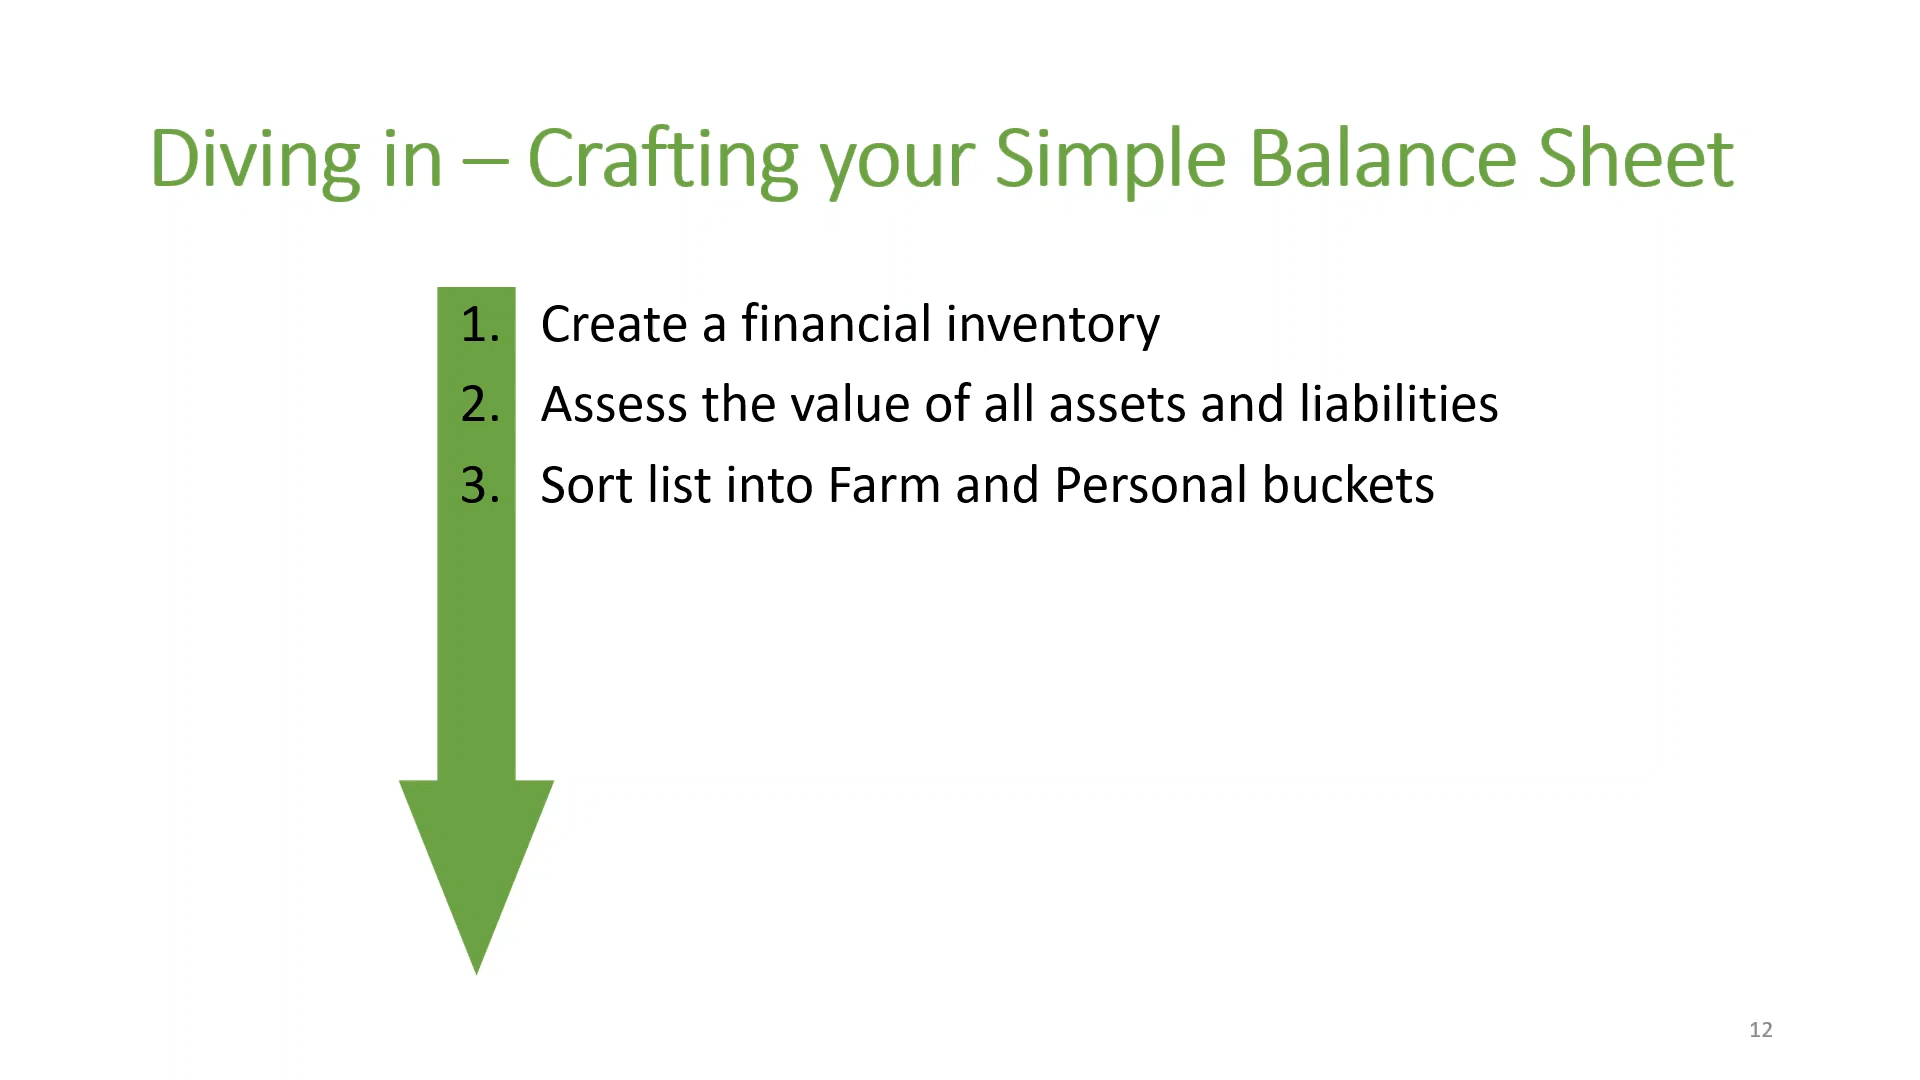 Diving in – Crafting your Simple Balance Sheet
1. Create a financial inventory
2. Assess the value of all assets and liabilities
3. Sort list into Farm and Personal buckets
12